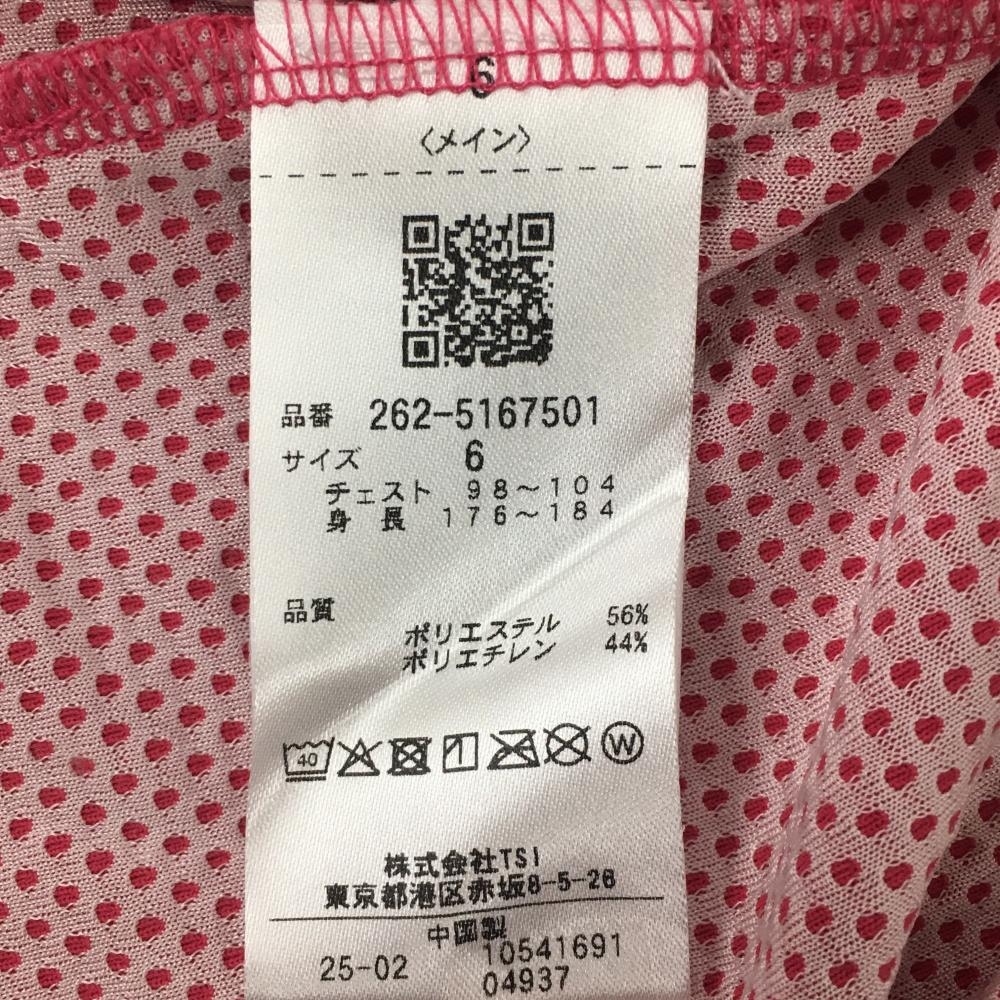 6
〈メイン〉
品番 262-5167501
サイズ 6
チェスト 98～104
身長 176～184
品質
ポリエステル 56%
ポリエチレン 44%
40
W
株式会社TSI
東京都港区赤坂8-5-26
中国製
25-02 10541691
04937